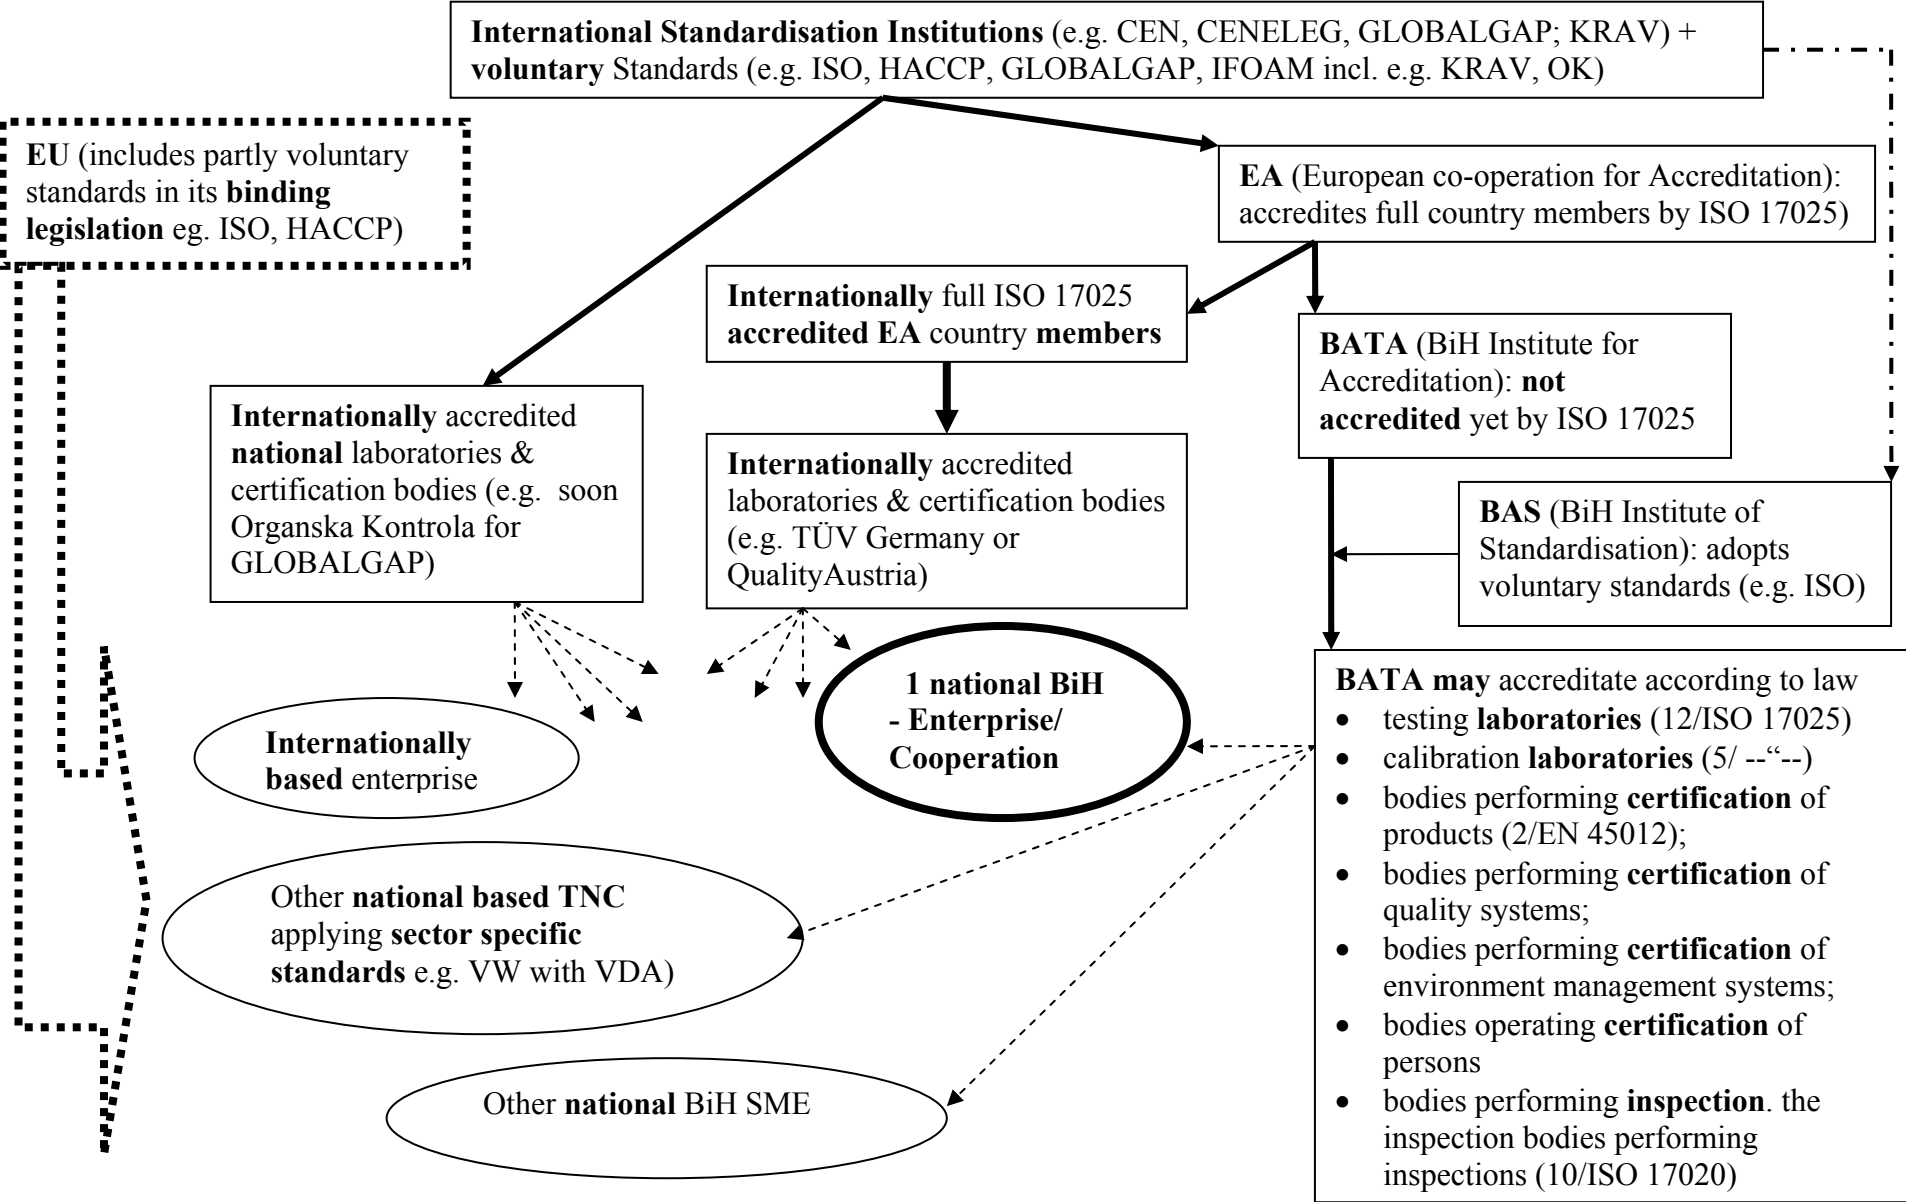 International Standardisation Institutions (e.g. CEN, CENELEG, GLOBALGAP; KRAV) +
voluntary Standards (e.g. ISO, HACCP, GLOBALGAP, IFOAM incl. e.g. KRAV, OK)
EU (includes partly voluntary
standards in its binding
legislation eg. ISO, HACCP)
EA (European co-operation for Accreditation):
accredites full country members by ISO 17025)
Internationally full ISO 17025
accredited EA country members
BATA (BiH Institute for
Accreditation): not
accredited yet by ISO 17025
Internationally accredited
national laboratories &
certification bodies (e.g. soon
Organska Kontrola for
GLOBALGAP)
Internationally accredited
laboratories & certification bodies
(e.g. TÜV Germany or
QualityAustria)
BAS (BiH Institute of
Standardisation): adopts
voluntary standards (e.g. ISO)
1 national BiH
- Enterprise/
Cooperation
Internationally
based enterprise
Other national based TNC
applying sector specific
standards e.g. VW with VDA)
Other national BiH SME
BATA may accreditate according to law
• testing laboratories (12/ISO 17025)
• calibration laboratories (5/ --“--)
• bodies performing certification of
products (2/EN 45012);
• bodies performing certification of
quality systems;
• bodies performing certification of
environment management systems;
• bodies operating certification of
persons
• bodies performing inspection. the
inspection bodies performing
inspections (10/ISO 17020)